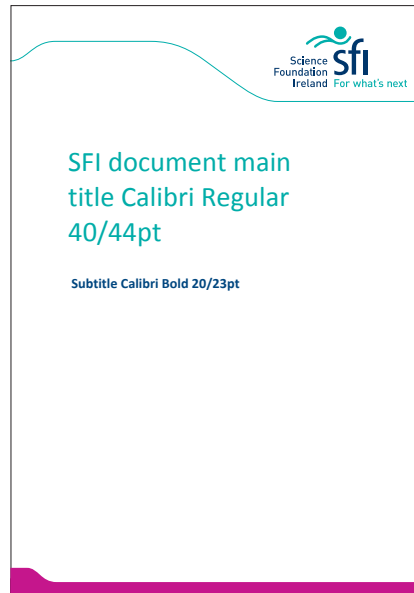 Science
Foundation
Ireland
sfi
For what's next
SFI document main
title Calibri Regular
40/44pt
Subtitle Calibri Bold 20/23pt